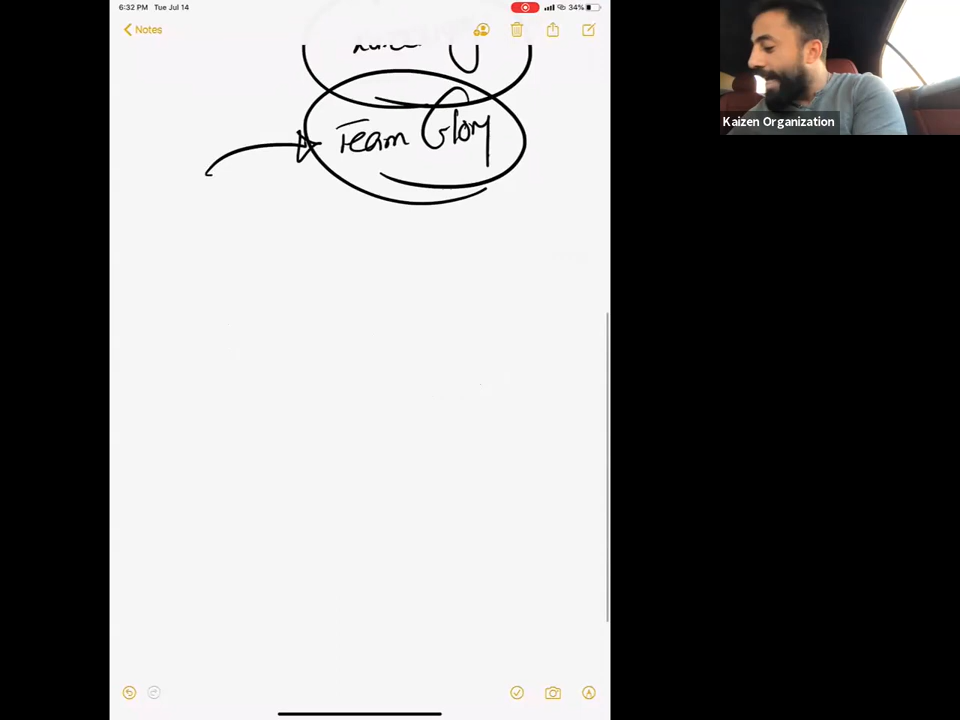 6:32 PM Tue Jul 14
34%
Notes
Team Glory
Kaizen Organization